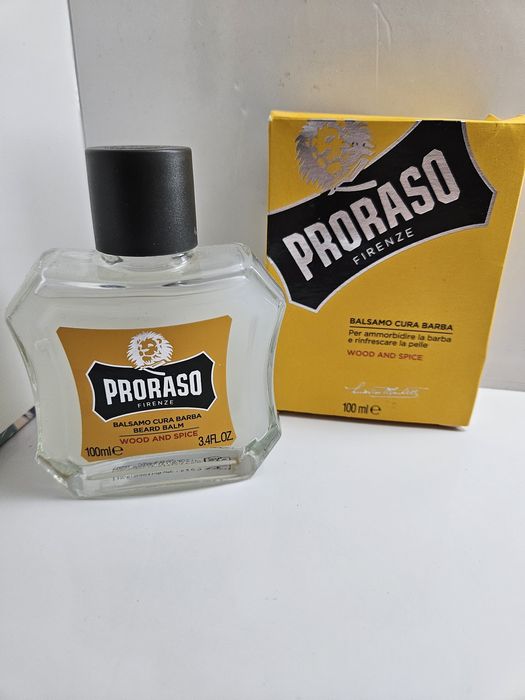 PRORASO
FIRENZE
BALSAMO CURA BARBA
BEARD BALM
WOOD AND SPICE
100ml℮
3.4FL.OZ
PRORASO
FIRENZE
BALSAMO CURA BARBA
Per ammorbidire la barba
e rinfrescare la pelle
WOOD AND SPICE
100 ml ℮